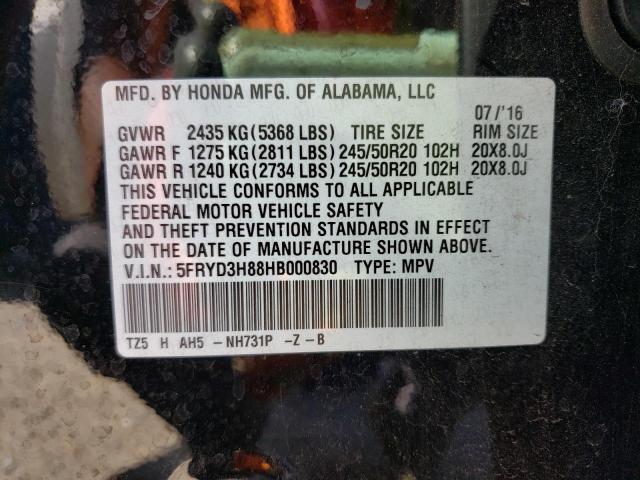 MFD. BY HONDA MFG. OF ALABAMA, LLC
07/'16
GVWR 2435 KG(5368 LBS) TIRE SIZE RIM SIZE
GAWR F 1275 KG(2811 LBS) 245/50R20 102H 20X8.0J
GAWR R 1240 KG(2734 LBS) 245/50R20 102H 20X8.0J
THIS VEHICLE CONFORMS TO ALL APPLICABLE
FEDERAL MOTOR VEHICLE SAFETY
AND THEFT PREVENTION STANDARDS IN EFFECT
ON THE DATE OF MANUFACTURE SHOWN ABOVE.
V.I.N.: 5FRYD3H88HB000830 TYPE: MPV
TZ5 H AH5 -NH731P -Z-B